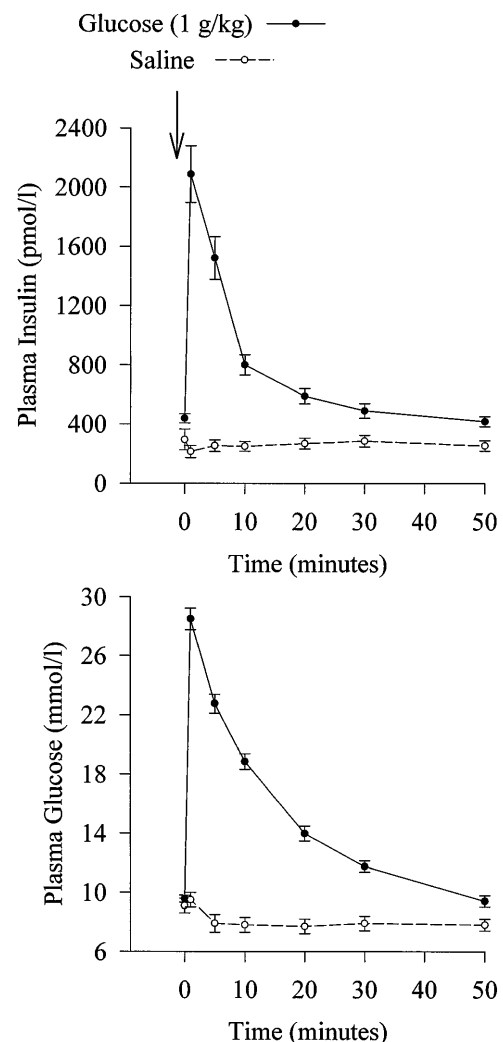 Glucose (1 g/kg)
Saline
2400
2000
1600
1200
800
400
0
Plasma Insulin (pmol/l)
0 10 20 30 40 50
Time (minutes)
30
26
22
18
14
10
6
Plasma Glucose (mmol/l)
0 10 20 30 40 50
Time (minutes)